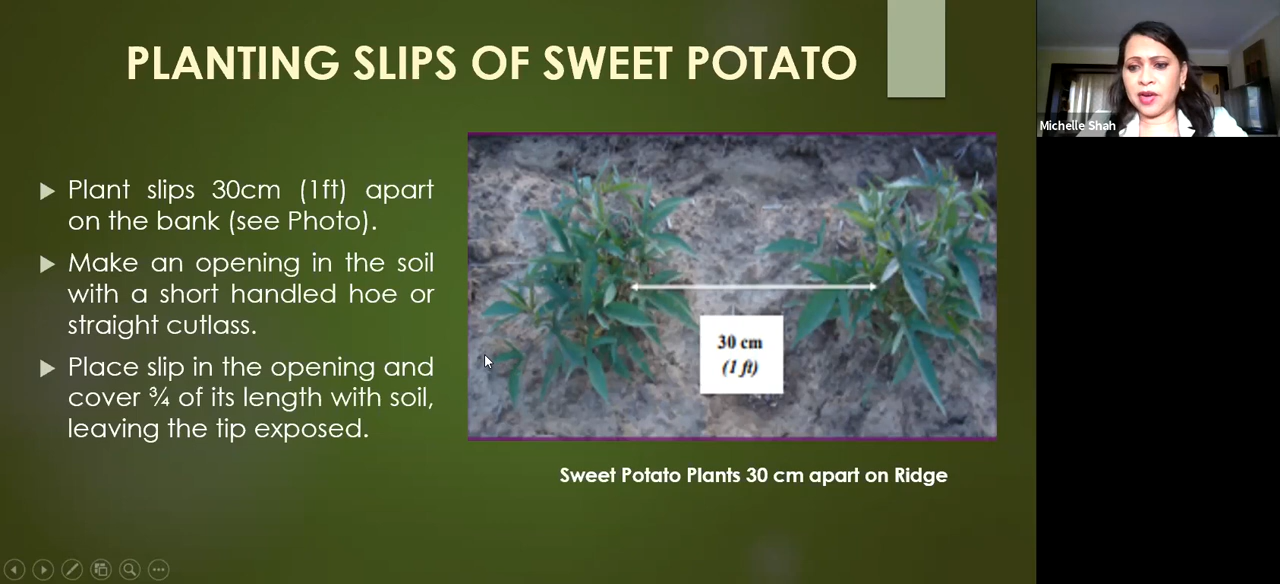 PLANTING SLIPS OF SWEET POTATO
Plant slips 30cm (1ft) apart
on the bank (see Photo).
Make an opening in the soil
with a short handled hoe or
straight cutlass.
Place slip in the opening and
cover ¾ of its length with soil,
leaving the tip exposed.
30 cm
(1 ft)
Sweet Potato Plants 30 cm apart on Ridge
Michelle Shah